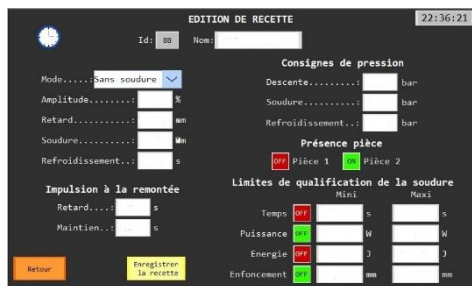 EDITION DE RECETTE
22:36:21
Id: 88 Nom:
Mode.....: Sans soudure
Amplitude........: %
Retard...........: mm
Soudure..........: mm
Refroidissement..: s
Consignes de pression
Descente.........: bar
Soudure..........: bar
Refroidissement..: bar
Présence pièce
OFF Pièce 1 ON Pièce 2
Impulsion à la remontée
Retard....: s
Maintien..: s
Limites de qualification de la soudure
Mini Maxi
Temps OFF s s
Puissance OFF W W
Energie OFF J J
Enfoncement OFF mm mm
Retour
Enregistrer
la recette